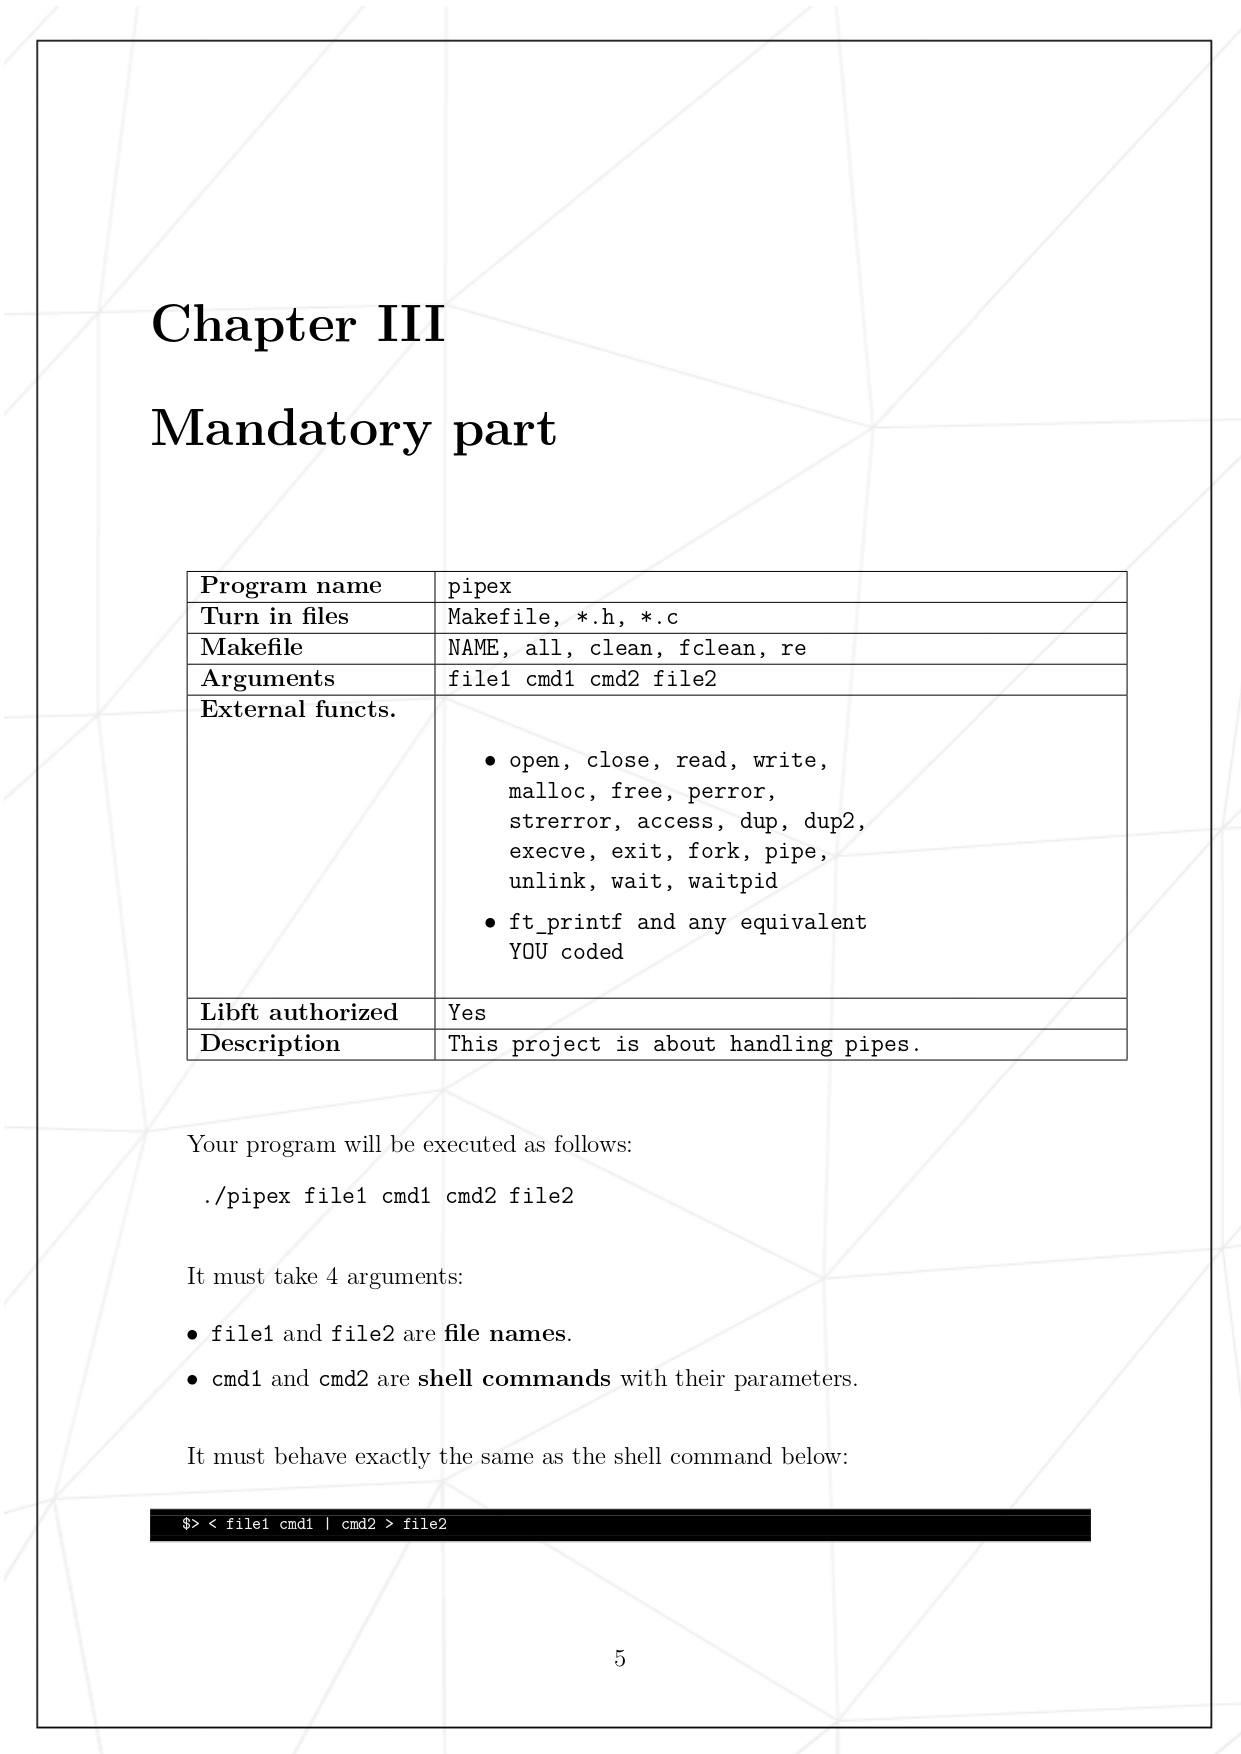 Chapter III
Mandatory part
Program name pipex
Turn in files Makefile, *.h, *.c
Makefile NAME, all, clean, fclean, re
Arguments file1 cmd1 cmd2 file2
External functs.
• open, close, read, write,
malloc, free, perror,
strerror, access, dup, dup2,
execve, exit, fork, pipe,
unlink, wait, waitpid
• ft_printf and any equivalent
YOU coded
Libft authorized Yes
Description This project is about handling pipes.
Your program will be executed as follows:
./pipex file1 cmd1 cmd2 file2
It must take 4 arguments:
• file1 and file2 are file names.
• cmd1 and cmd2 are shell commands with their parameters.
It must behave exactly the same as the shell command below:
$> < file1 cmd1 | cmd2 > file2
5